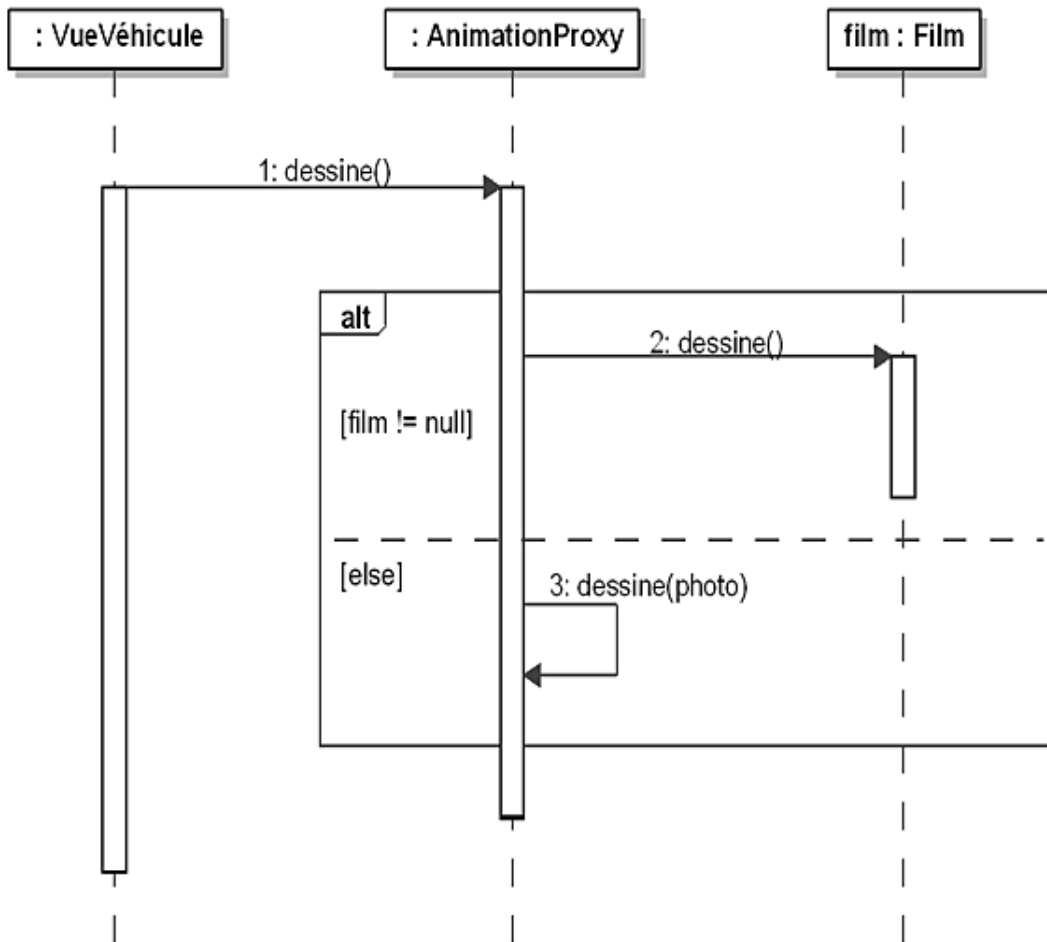 : VueVéhicule
: AnimationProxy
film : Film
1: dessine()
alt
2: dessine()
[film != null]
[else]
3: dessine(photo)